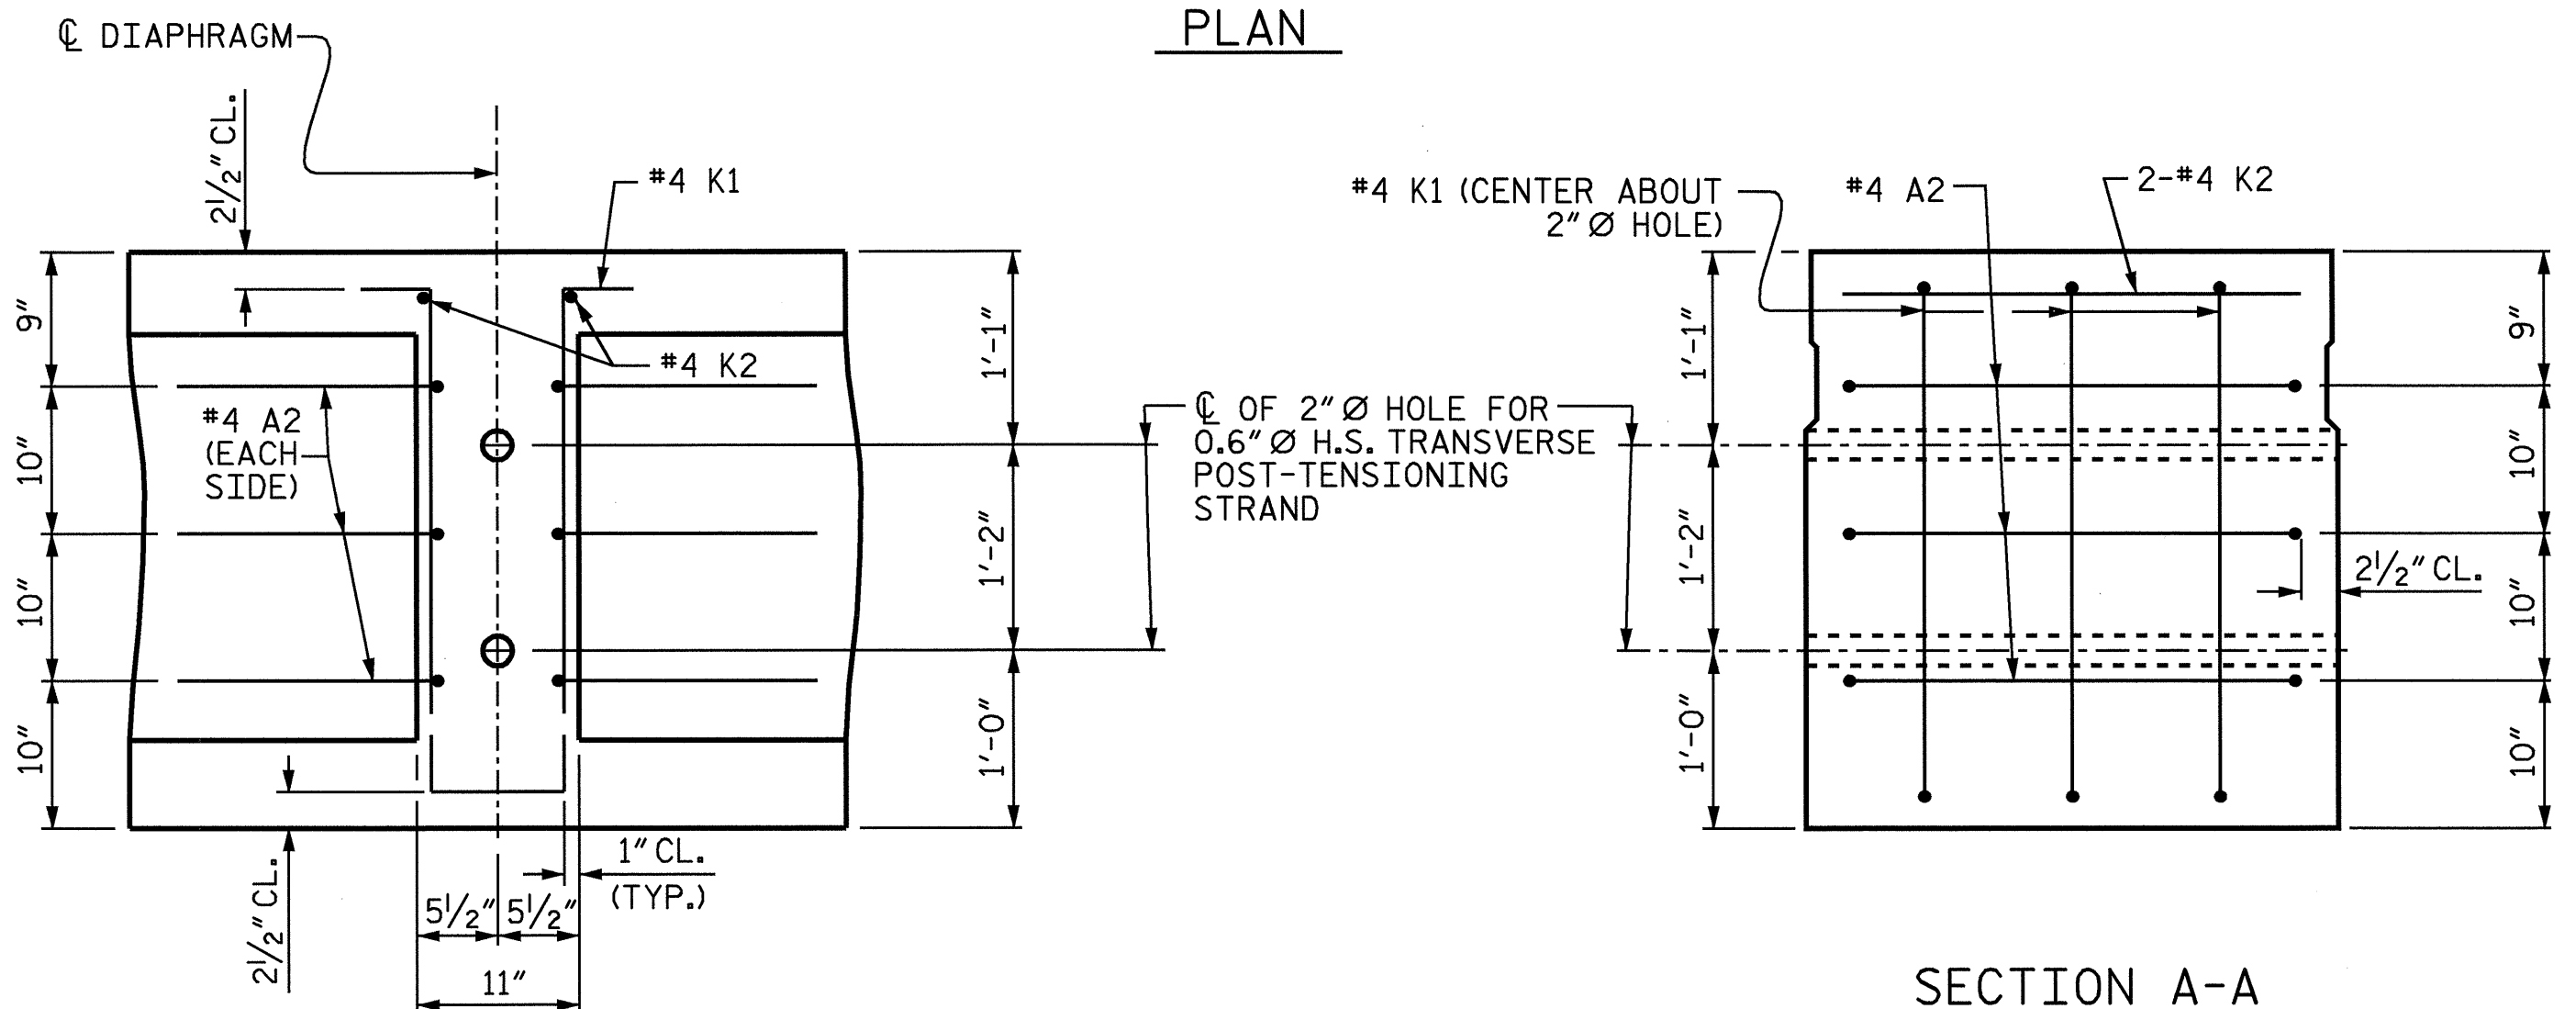 PLAN
℄ DIAPHRAGM
2½" CL.
#4 K1
#4 K2
9"
10"
10"
10"
#4 A2
(EACH
SIDE)
1'-1"
1'-2"
1'-0"
℄ OF 2" Ø HOLE FOR
0.6" Ø H.S. TRANSVERSE
POST-TENSIONING
STRAND
2½" CL.
1" CL.
(TYP.)
5½" 5½"
11"
#4 K1 (CENTER ABOUT
2" Ø HOLE)
#4 A2
2-#4 K2
1'-1"
1'-2"
1'-0"
9"
10"
10"
10"
2½" CL.
SECTION A-A